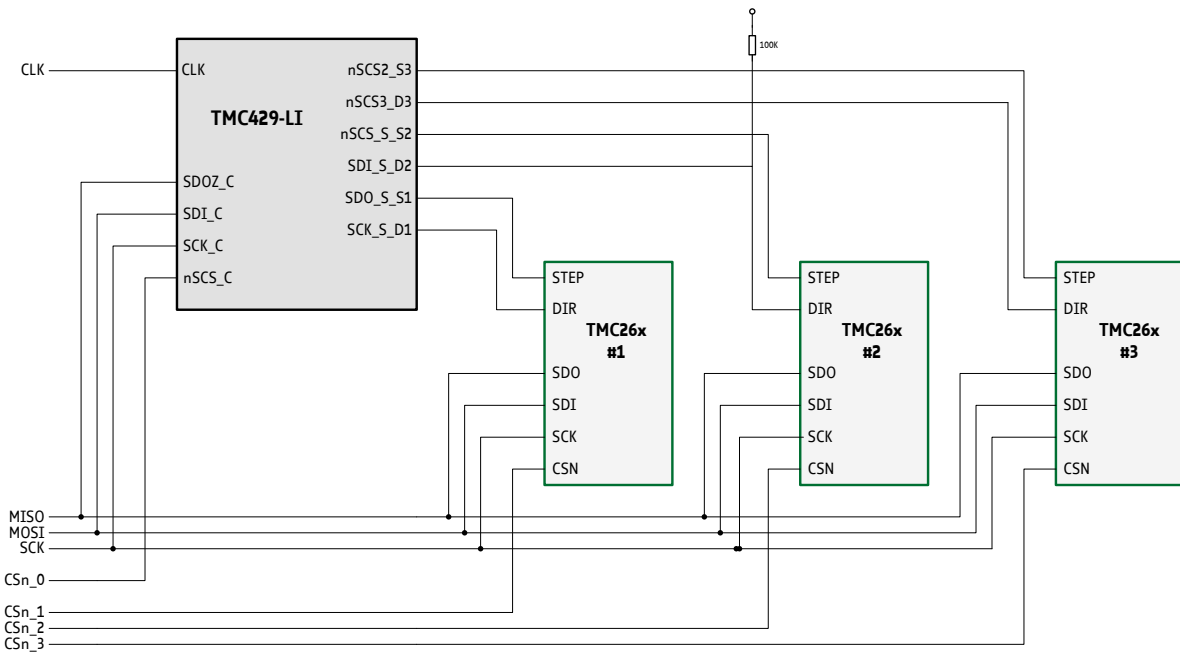 100K
CLK
CLK
nSCS2_S3
nSCS3_D3
TMC429-LI
nSCS_S_S2
SDI_S_D2
SDOZ_C
SDO_S_S1
SDI_C
SCK_S_D1
SCK_C
nSCS_C
STEP
DIR
TMC26x
#1
SDO
SDI
SCK
CSN
STEP
DIR
TMC26x
#2
SDO
SDI
SCK
CSN
STEP
DIR
TMC26x
#3
SDO
SDI
SCK
CSN
MISO
MOSI
SCK
CSn_0
CSn_1
CSn_2
CSn_3